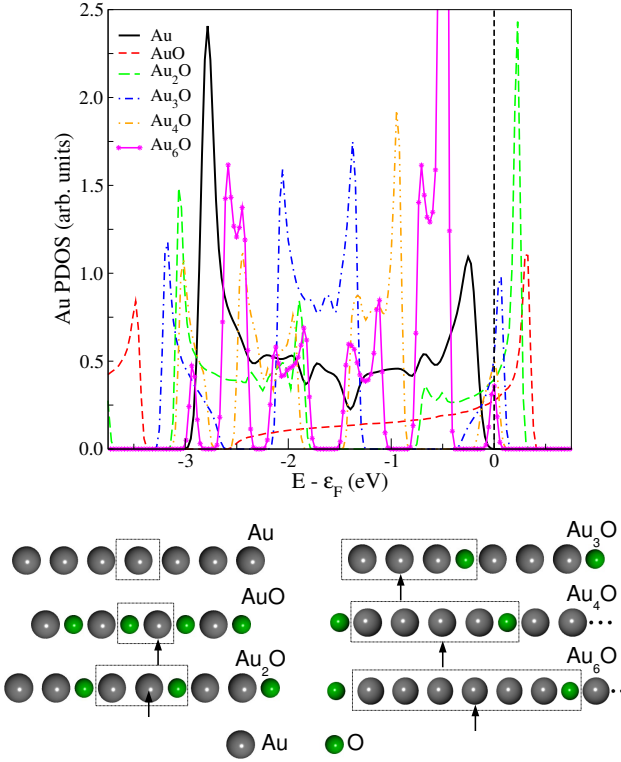 2.5
2.0
1.5
1.0
0.5
0.0
Au PDOS (arb. units)
Au
AuO
Au₂O
Au₃O
Au₄O
Au₆O
-3 -2 -1 0
E - ε_F (eV)
Au
AuO
Au₂O
Au₃O
Au₄O
Au₆O
Au O